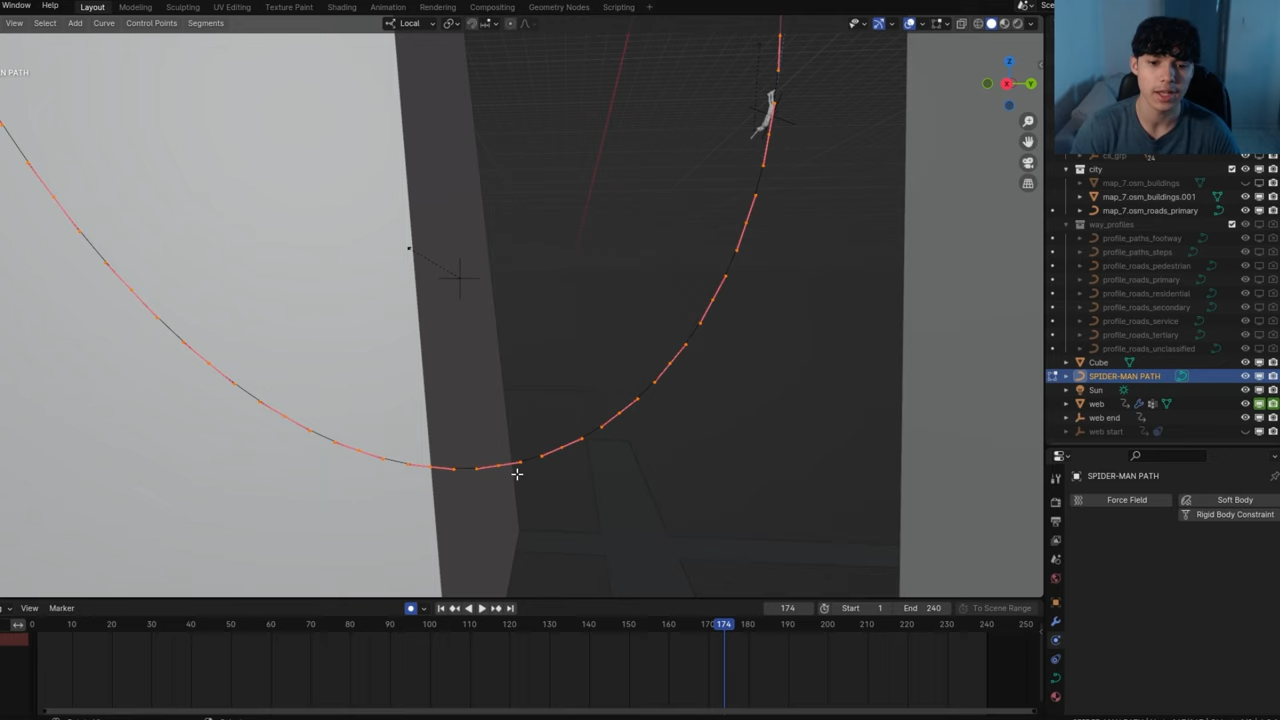 Window Help
Layout Modeling Sculpting UV Editing Texture Paint Shading Animation Rendering Compositing Geometry Nodes Scripting +
View Select Add Curve Control Points Segments Local
N PATH
Z
X Y
24
city
map_7.osm_buildings
map_7.osm_buildings.001
map_7.osm_roads_primary
way_profiles
profile_paths_footway
profile_paths_steps
profile_roads_pedestrian
profile_roads_primary
profile_roads_residential
profile_roads_secondary
profile_roads_service
profile_roads_tertiary
profile_roads_unclassified
Cube
SPIDER-MAN PATH
Sun
web
web end
web start
SPIDER-MAN PATH
Force Field Soft Body
Rigid Body Constraint
View Marker 174 Start 1 End 240 To Scene Range
0 10 20 30 40 50 60 70 80 90 100 110 120 130 140 150 160 174 180 190 200 210 220 230 240 250